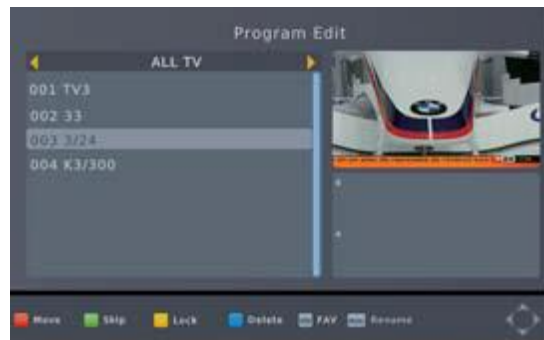 Program Edit
ALL TV
001 TV3
002 33
003 3/24
004 K3/300
Move Skip Lock Delete FAV Rename